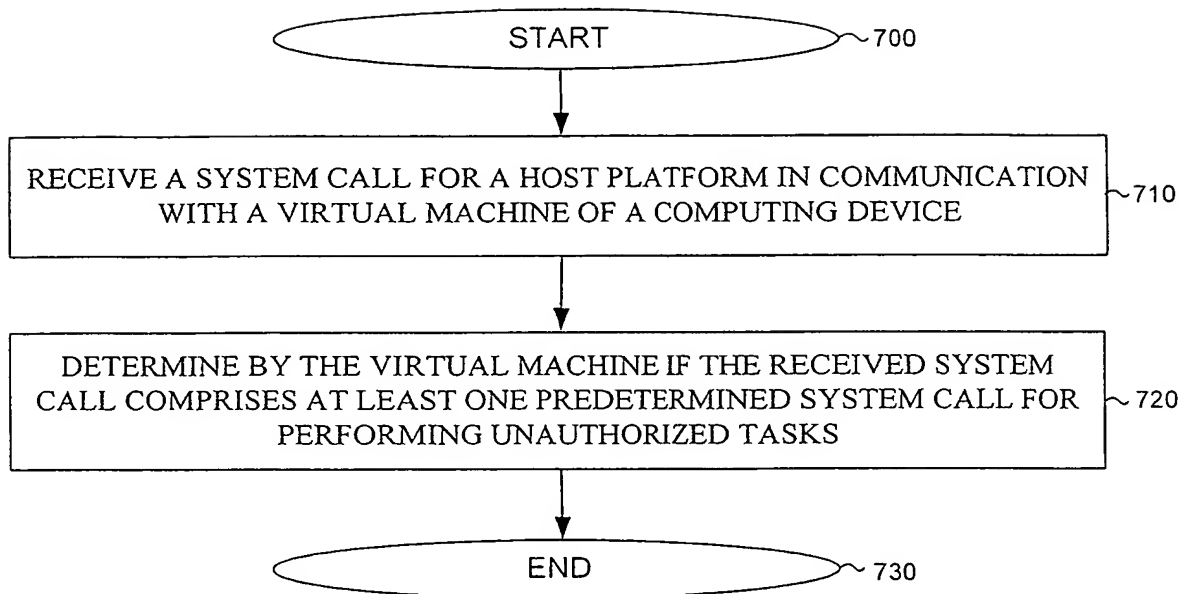 START
700
RECEIVE A SYSTEM CALL FOR A HOST PLATFORM IN COMMUNICATION
WITH A VIRTUAL MACHINE OF A COMPUTING DEVICE
710
DETERMINE BY THE VIRTUAL MACHINE IF THE RECEIVED SYSTEM
CALL COMPRISES AT LEAST ONE PREDETERMINED SYSTEM CALL FOR
PERFORMING UNAUTHORIZED TASKS
720
END
730